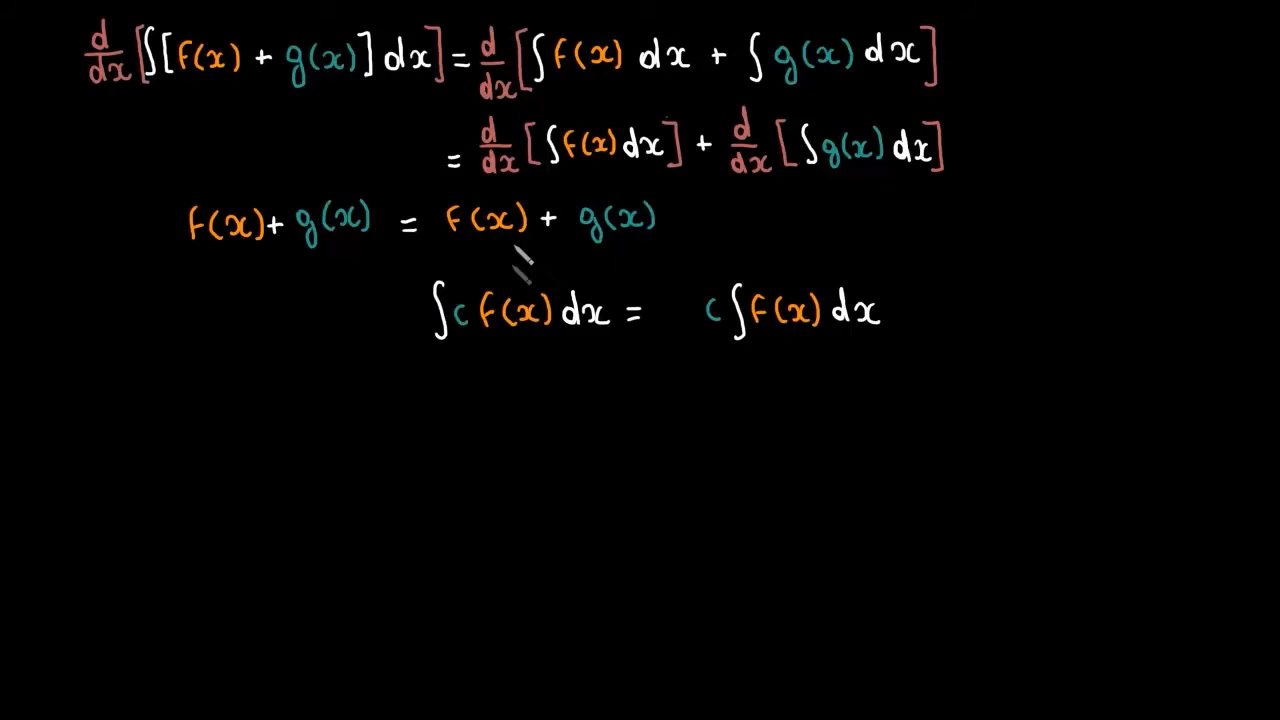 d/dx [∫[f(x) + g(x)] dx] = d/dx [∫ f(x) dx + ∫ g(x) dx]
= d/dx [∫f(x) dx] + d/dx [∫g(x) dx]
f(x) + g(x) = f(x) + g(x)
∫c f(x) dx = c ∫f(x) dx